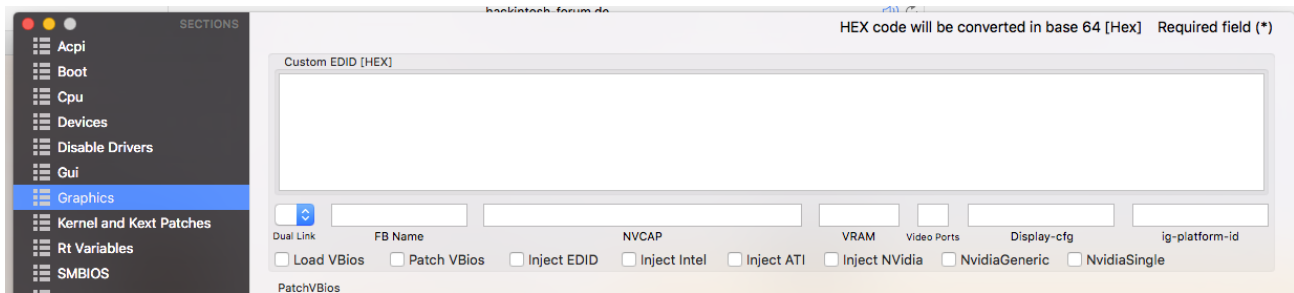 hackintosh-forum.de
SECTIONS
HEX code will be converted in base 64 [Hex] Required field (*)
Acpi
Boot
Cpu
Devices
Disable Drivers
Gui
Graphics
Kernel and Kext Patches
Rt Variables
SMBIOS
Custom EDID [HEX]
Dual Link FB Name NVCAP VRAM Video Ports Display-cfg ig-platform-id
Load VBios Patch VBios Inject EDID Inject Intel Inject ATI Inject NVidia NvidiaGeneric NvidiaSingle
PatchVBios